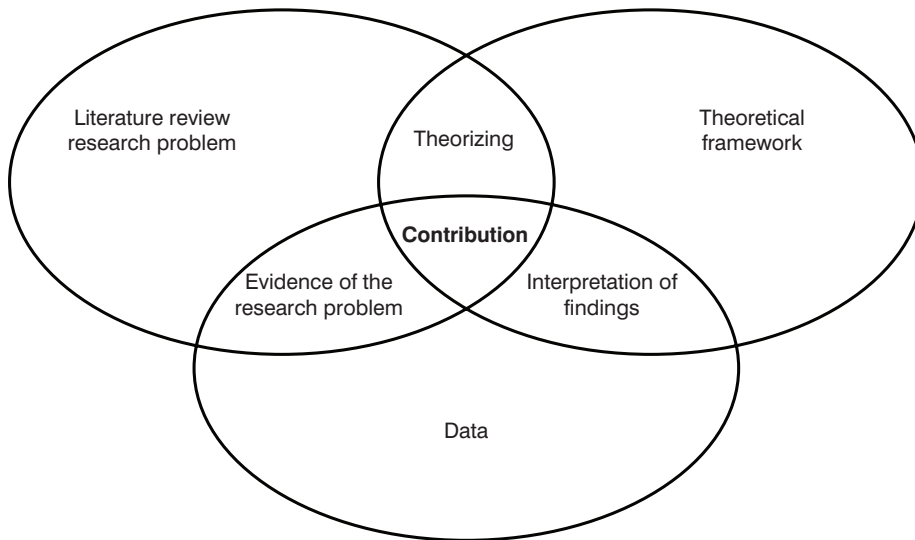 Literature review
research problem
Theorizing
Theoretical
framework
Contribution
Evidence of the
research problem
Interpretation of
findings
Data